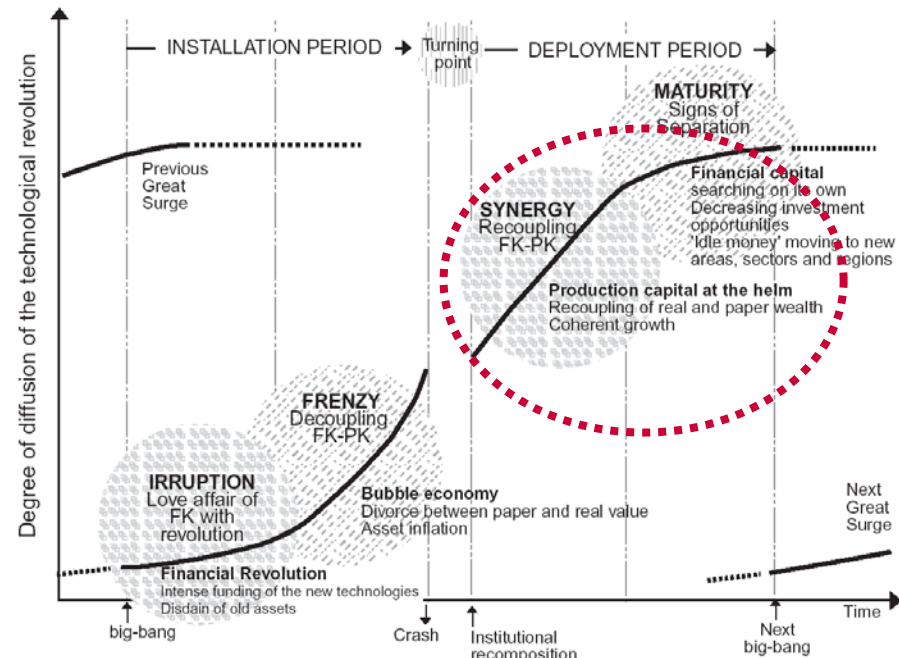 INSTALLATION PERIOD
Turning
point
DEPLOYMENT PERIOD
Degree of diffusion of the technological revolution
Previous
Great
Surge
MATURITY
Signs of
Separation
Financial capital
searching on its own
Decreasing investment
opportunities
'Idle money' moving to new
areas, sectors and regions
SYNERGY
Recoupling
FK-PK
Production capital at the helm
Recoupling of real and paper wealth
Coherent growth
FRENZY
Decoupling
FK-PK
Bubble economy
Divorce between paper and real value
Asset inflation
IRRUPTION
Love affair of
FK with
revolution
Financial Revolution
Intense funding of the new technologies
Disdain of old assets
Next
Great
Surge
Time
big-bang
Crash
Institutional
recomposition
Next
big-bang